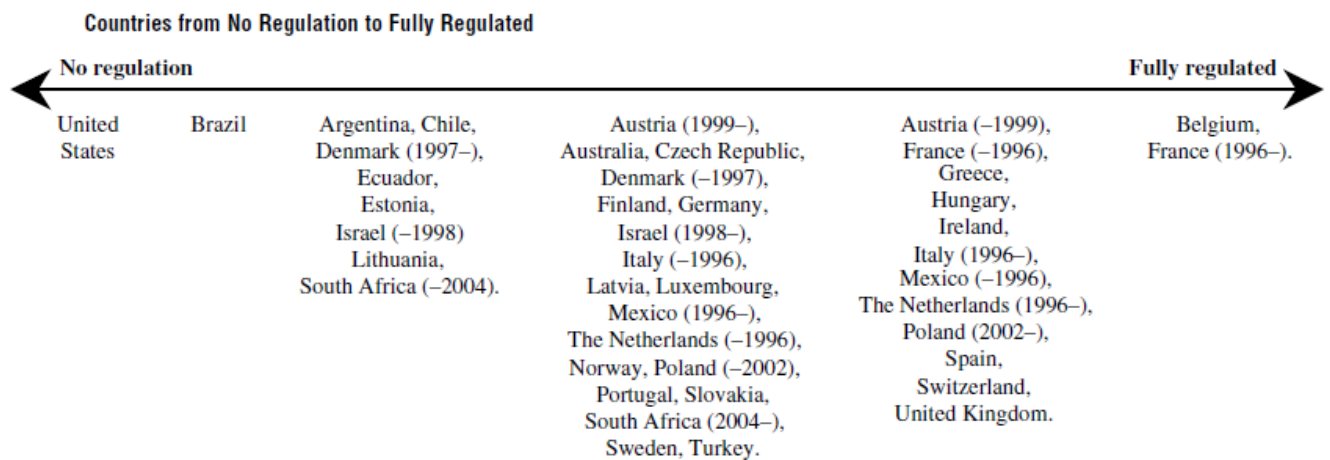 Countries from No Regulation to Fully Regulated
No regulation
Fully regulated
United
States
Brazil
Argentina, Chile,
Denmark (1997–),
Ecuador,
Estonia,
Israel (–1998)
Lithuania,
South Africa (–2004).
Austria (1999–),
Australia, Czech Republic,
Denmark (–1997),
Finland, Germany,
Israel (1998–),
Italy (–1996),
Latvia, Luxembourg,
Mexico (1996–),
The Netherlands (–1996),
Norway, Poland (–2002),
Portugal, Slovakia,
South Africa (2004–),
Sweden, Turkey.
Austria (–1999),
France (–1996),
Greece,
Hungary,
Ireland,
Italy (1996–),
Mexico (–1996),
The Netherlands (1996–),
Poland (2002–),
Spain,
Switzerland,
United Kingdom.
Belgium,
France (1996–).